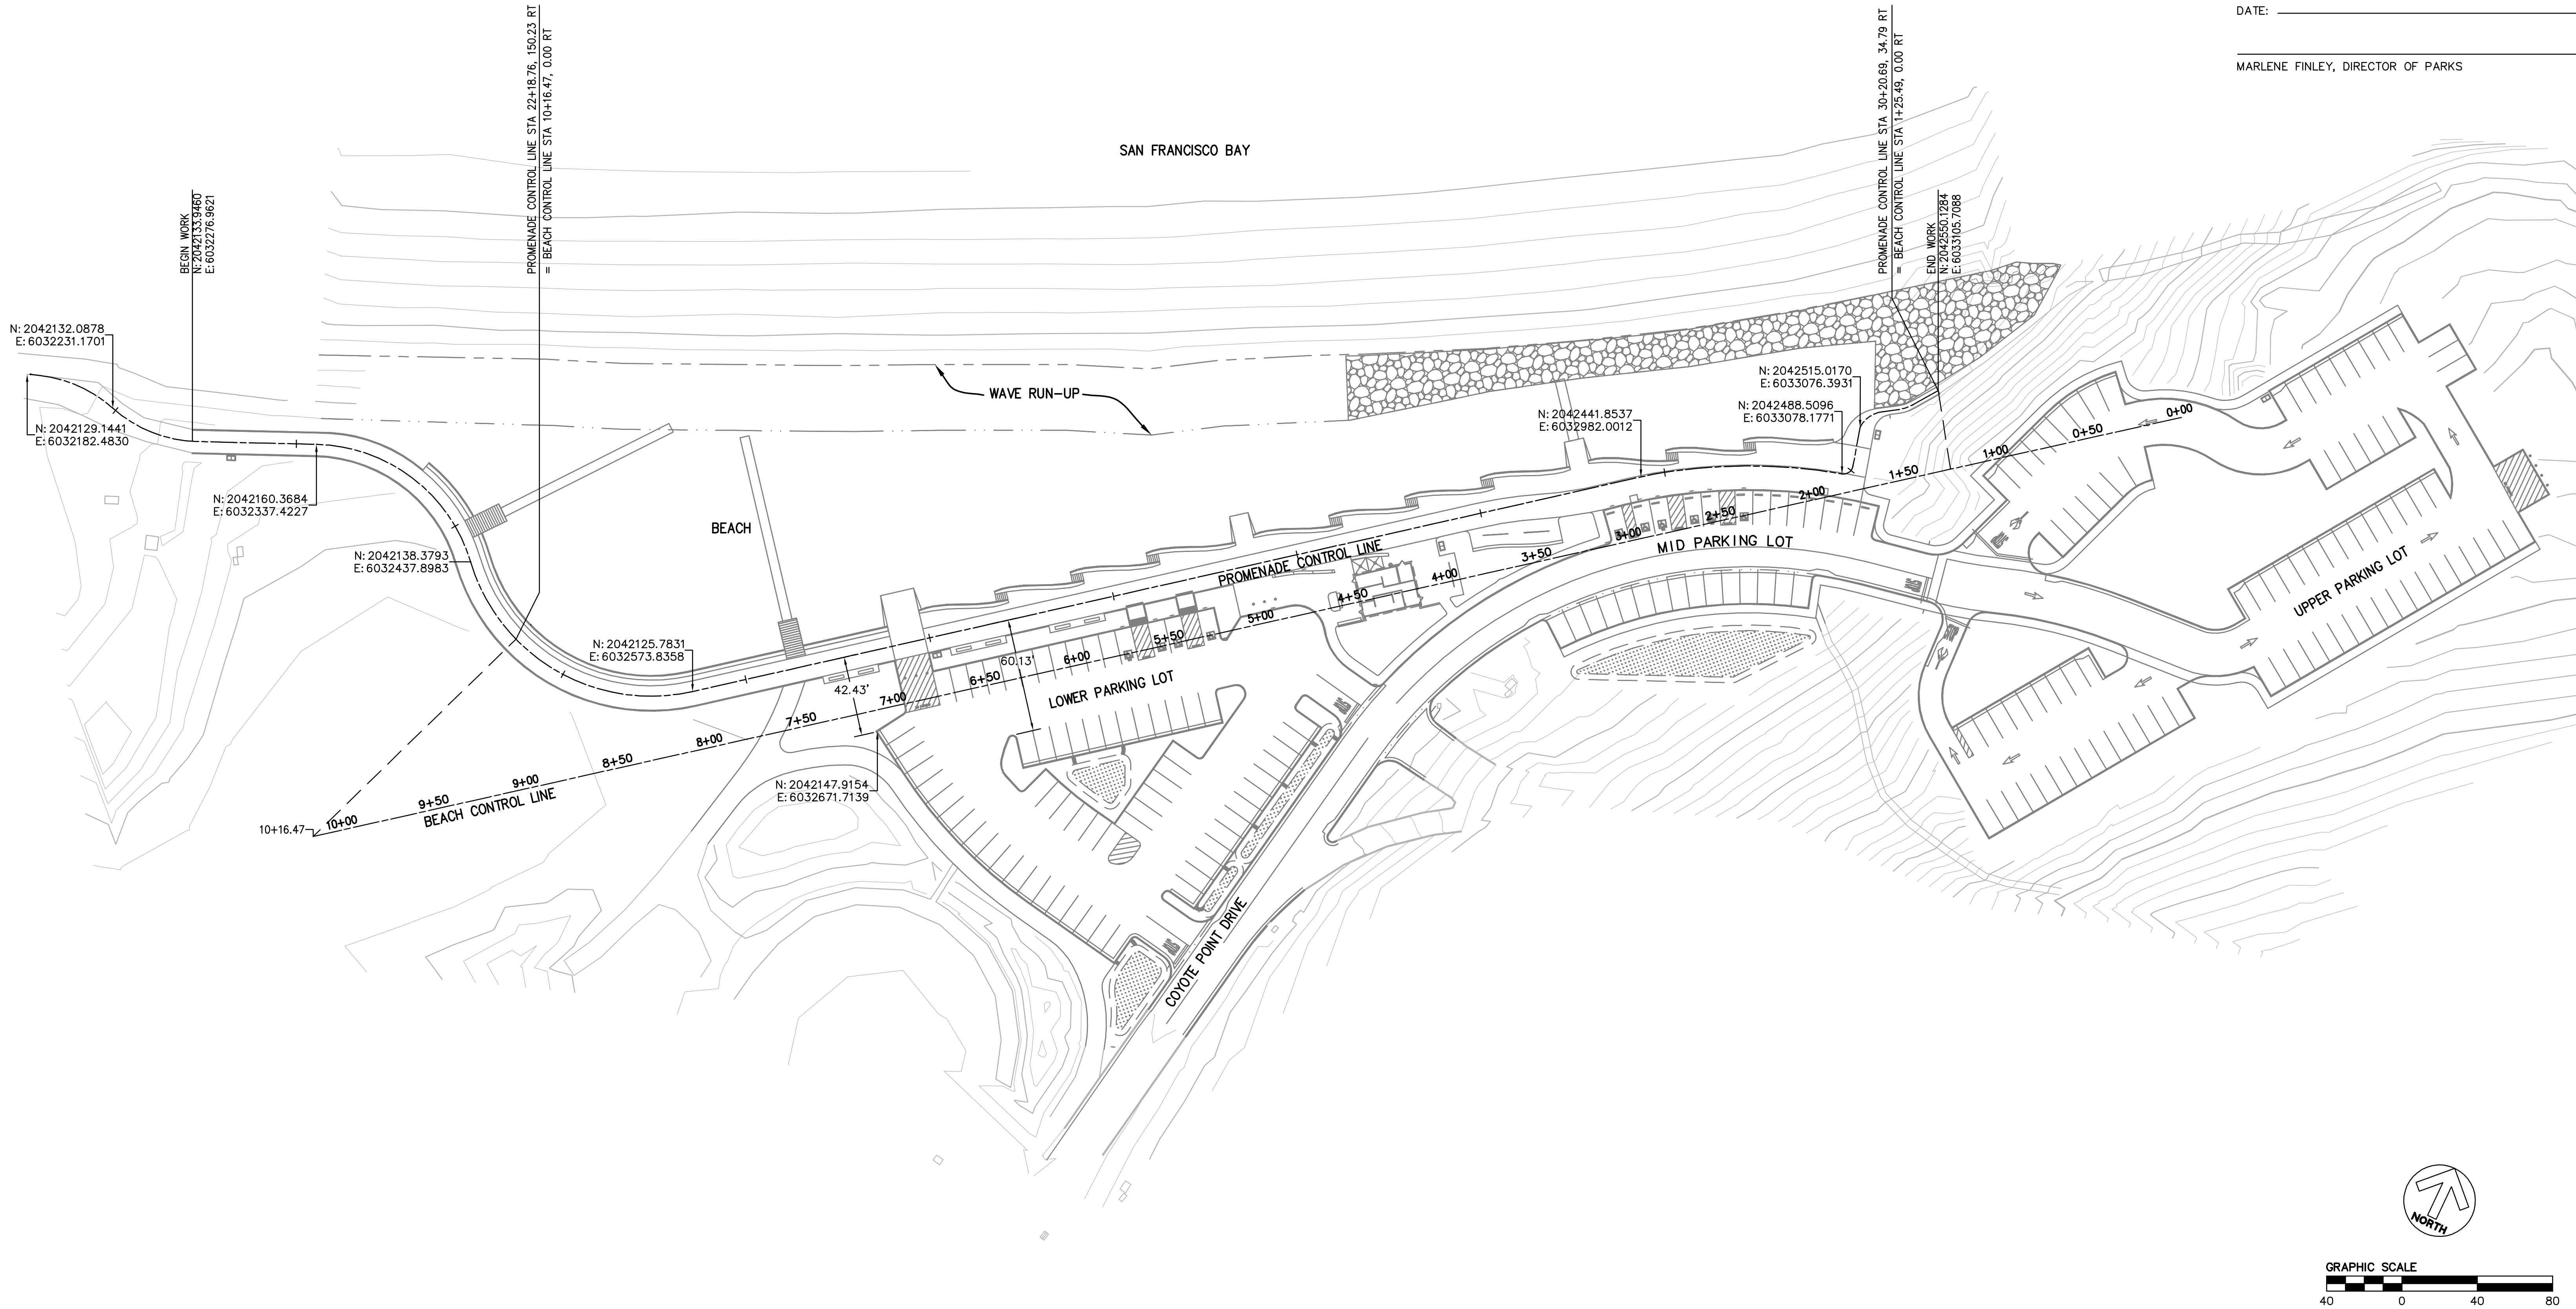 DATE:
MARLENE FINLEY, DIRECTOR OF PARKS
PROMENADE CONTROL LINE STA 22+18.76, 150.23 RT
= BEACH CONTROL LINE STA 10+16.47, 0.00 RT
PROMENADE CONTROL LINE STA 30+20.69, 34.79 RT
= BEACH CONTROL LINE STA 1+25.49, 0.00 RT
SAN FRANCISCO BAY
BEGIN WORK
N: 2042133.9460
E: 6032276.9621
END WORK
N: 2042550.1284
E: 6033105.7088
N: 2042132.0878
E: 6032231.1701
N: 2042129.1441
E: 6032182.4830
WAVE RUN-UP
N: 2042515.0170
E: 6033076.3931
N: 2042488.5096
E: 6033078.1771
N: 2042441.8537
E: 6032982.0012
N: 2042160.3684
E: 6032337.4227
N: 2042138.3793
E: 6032437.8983
BEACH
PROMENADE CONTROL LINE
MID PARKING LOT
UPPER PARKING LOT
0+00
0+50
1+00
1+50
2+00
2+50
3+00
3+50
4+00
4+50
5+00
5+50
6+00
6+50
7+00
7+50
8+00
8+50
9+00
9+50
10+00
10+16.47
BEACH CONTROL LINE
N: 2042125.7831
E: 6032573.8358
42.43'
60.13'
LOWER PARKING LOT
N: 2042147.9154
E: 6032671.7139
COYOTE POINT DRIVE
NORTH
GRAPHIC SCALE
40 0 40 80